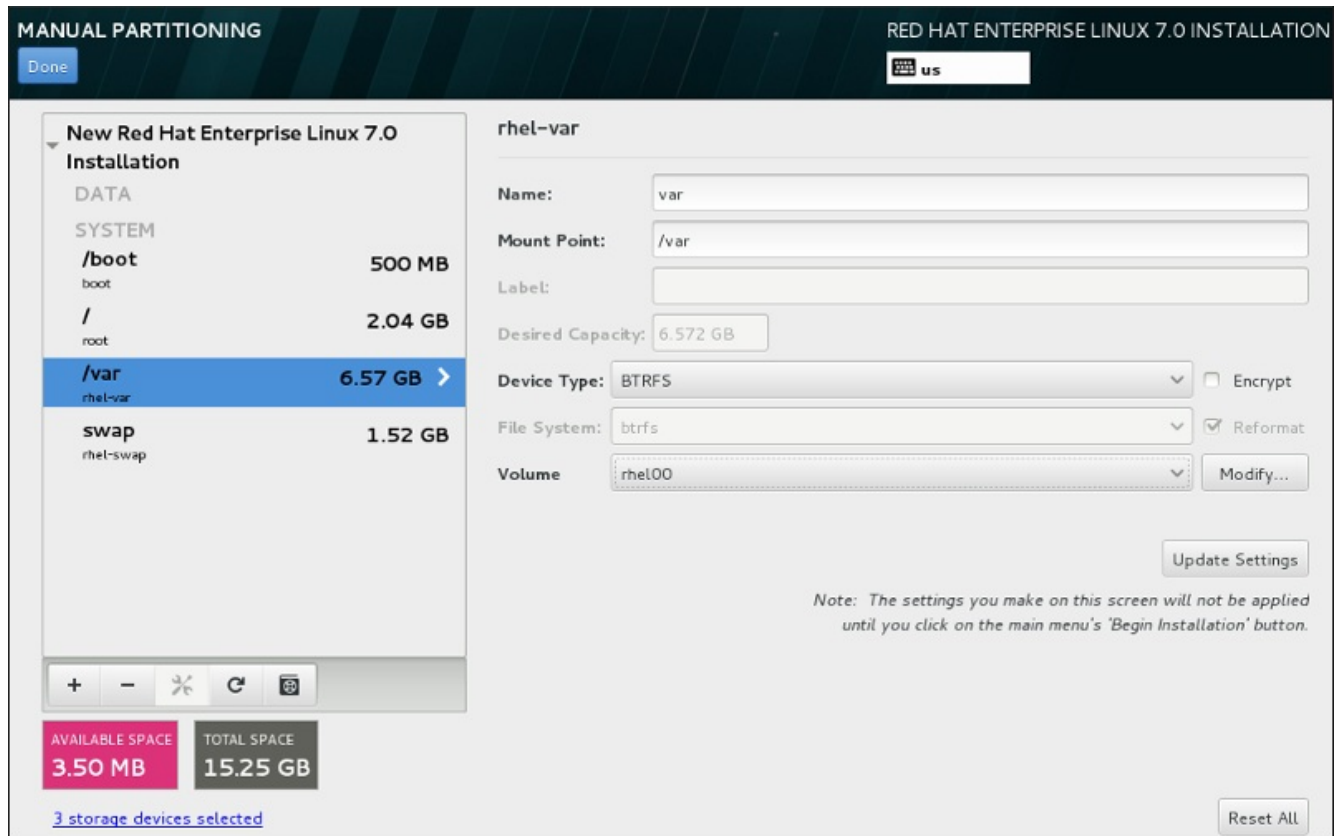 MANUAL PARTITIONING
RED HAT ENTERPRISE LINUX 7.0 INSTALLATION
Done
us
New Red Hat Enterprise Linux 7.0
Installation
DATA
SYSTEM
/boot
500 MB
boot
/
2.04 GB
root
/var
6.57 GB
rhel-var
swap
1.52 GB
rhel-swap
+ −
AVAILABLE SPACE
3.50 MB
TOTAL SPACE
15.25 GB
3 storage devices selected
rhel-var
Name: var
Mount Point: /var
Label:
Desired Capacity: 6.572 GB
Device Type: BTRFS Encrypt
File System: btrfs Reformat
Volume rhel00 Modify...
Update Settings
Note: The settings you make on this screen will not be applied
until you click on the main menu's 'Begin Installation' button.
Reset All